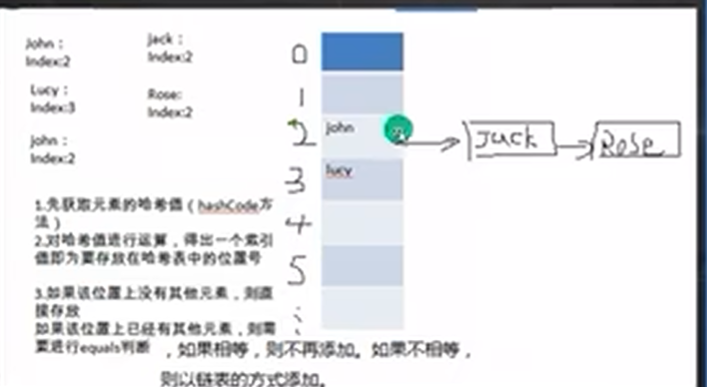 John：
Index:2
Jack：
Index:2
Lucy：
Index:3
Rose:
Index:2
john：
Index:2
0
1
2
john
Jack
Rose
3
lucy
4
5
1.先获取元素的哈希值（hashCode方
法）
2.对哈希值进行运算，得出一个索引
值即为要存放在哈希表中的位置号
3.如果该位置上没有其他元素，则直
接存放
如果该位置上已经有其他元素，则需
要进行equals判断，如果相等，则不再添加。如果不相等，
则以链表的方式添加。